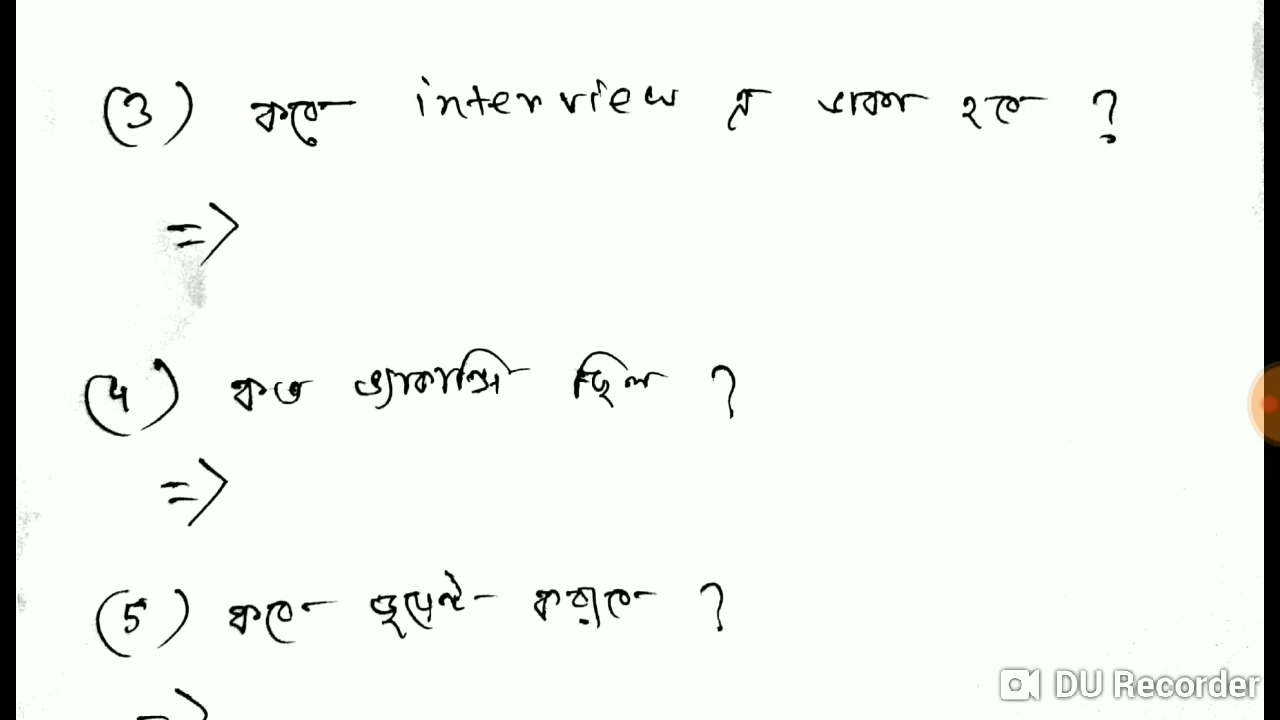 (3) কবে interview এ ডাকা হবে ?
=>
(4) কত ভ্যাকান্সি ছিল ?
=>
(5) কবে জয়েন্ট করাবে ?
=>
DU Recorder